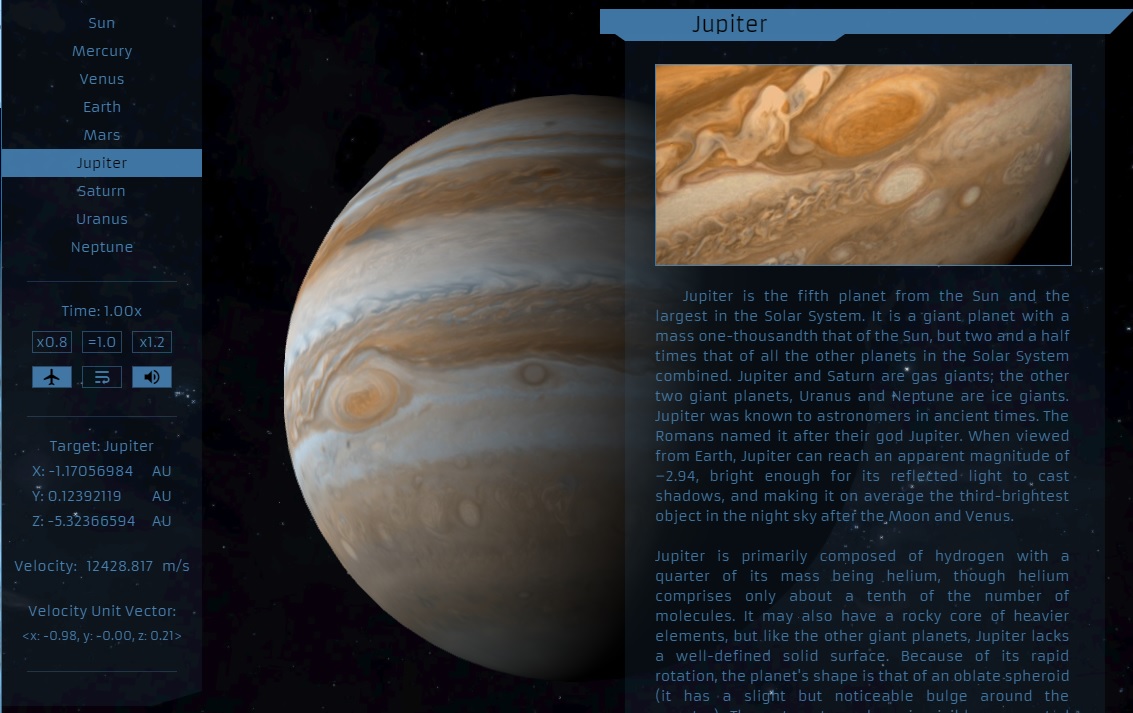 Sun
Mercury
Venus
Earth
Mars
Jupiter
Saturn
Uranus
Neptune
Time: 1.00x
x0.8 =1.0 x1.2
Target: Jupiter
X: -1.17056984 AU
Y: 0.12392119 AU
Z: -5.32366594 AU
Velocity: 12428.817 m/s
Velocity Unit Vector:
<x: -0.98, y: -0.00, z: 0.21>
Jupiter
Jupiter is the fifth planet from the Sun and the
largest in the Solar System. It is a giant planet with a
mass one-thousandth that of the Sun, but two and a half
times that of all the other planets in the Solar System
combined. Jupiter and Saturn are gas giants; the other
two giant planets, Uranus and Neptune are ice giants.
Jupiter was known to astronomers in ancient times. The
Romans named it after their god Jupiter. When viewed
from Earth, Jupiter can reach an apparent magnitude of
−2.94, bright enough for its reflected light to cast
shadows, and making it on average the third-brightest
object in the night sky after the Moon and Venus.
Jupiter is primarily composed of hydrogen with a
quarter of its mass being helium, though helium
comprises only about a tenth of the number of
molecules. It may also have a rocky core of heavier
elements, but like the other giant planets, Jupiter lacks
a well-defined solid surface. Because of its rapid
rotation, the planet's shape is that of an oblate spheroid
(it has a slight but noticeable bulge around the